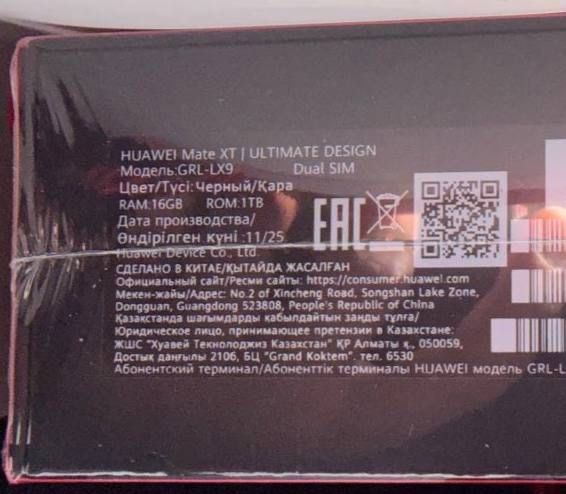 HUAWEI Mate XT | ULTIMATE DESIGN
Модель:GRL-LX9 Dual SIM
Цвет/Түсі:Черный/Қара
RAM:16GB ROM:1TB
Дата производства/
Өндірілген күні :11/25
Huawei Device Co., Ltd.
EAC
СДЕЛАНО В КИТАЕ/ҚЫТАЙДА ЖАСАЛҒАН
Официальный сайт/Ресми сайты: https://consumer.huawei.com
Мекен-жайы/Адрес: No.2 of Xincheng Road, Songshan Lake Zone,
Dongguan, Guangdong 523808, People's Republic of China
Қазақстанда шағымдарды қабылдайтын заңды тұлға/
Юридическое лицо, принимающее претензии в Казахстане:
ЖШС "Хуавей Текнолоджиз Казахстан" ҚР Алматы қ., 050059,
Достық даңғылы 210б, БЦ "Grand Koktem". тел. 6530
Абонентский терминал/Абоненттік терминалы HUAWEI модель GRL-L